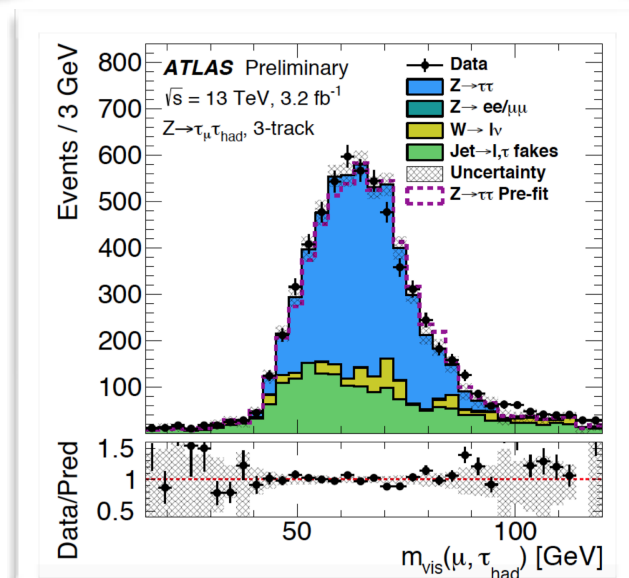 Events / 3 GeV
800
700
600
500
400
300
200
100
ATLAS Preliminary
√s = 13 TeV, 3.2 fb⁻¹
Z→τμτhad, 3-track
Data
Z→ττ
Z→ ee/μμ
W→ lν
Jet→l,τ fakes
Uncertainty
Z→ττ Pre-fit
Data/Pred
1.5
1
0.5
50
100
mvis(μ, τhad) [GeV]